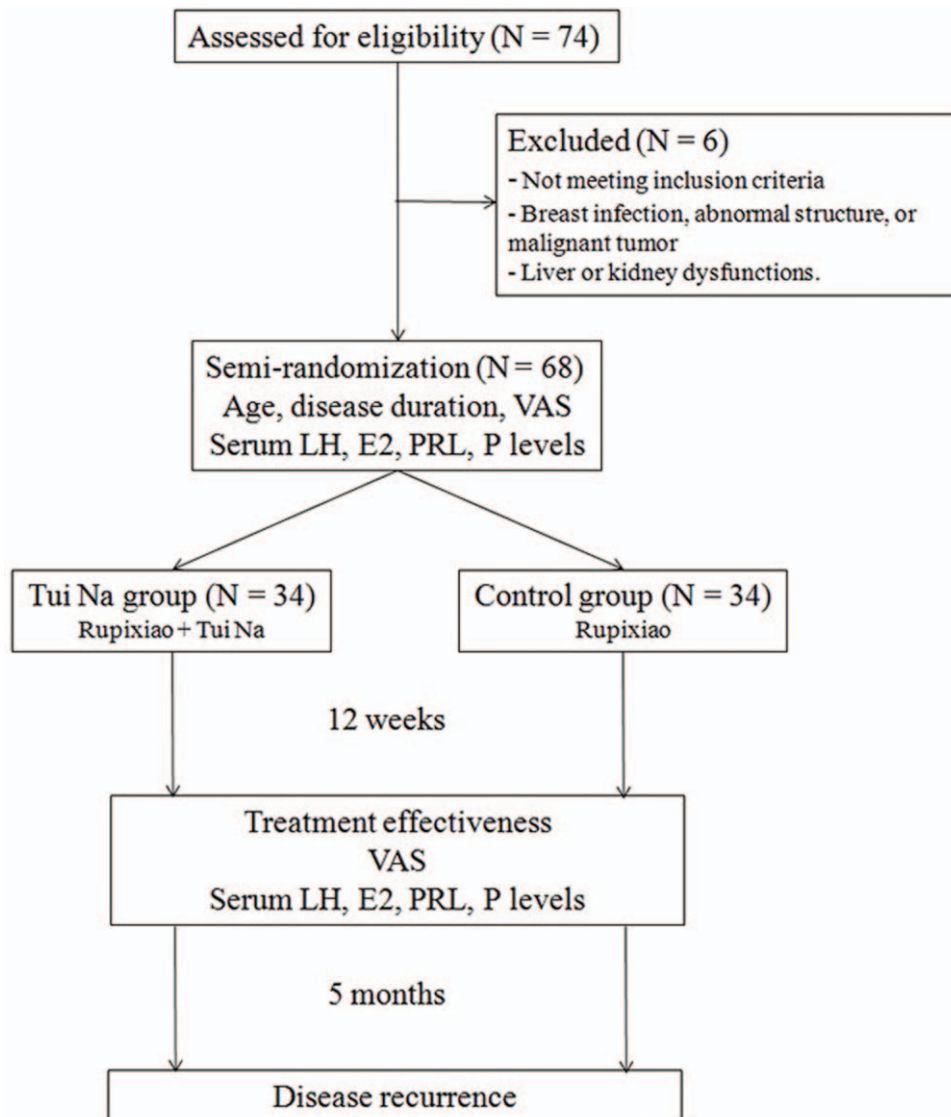 Assessed for eligibility (N = 74)
Excluded (N = 6)
- Not meeting inclusion criteria
- Breast infection, abnormal structure, or
malignant tumor
- Liver or kidney dysfunctions.
Semi-randomization (N = 68)
Age, disease duration, VAS
Serum LH, E2, PRL, P levels
Tui Na group (N = 34)
Rupixiao + Tui Na
Control group (N = 34)
Rupixiao
12 weeks
Treatment effectiveness
VAS
Serum LH, E2, PRL, P levels
5 months
Disease recurrence